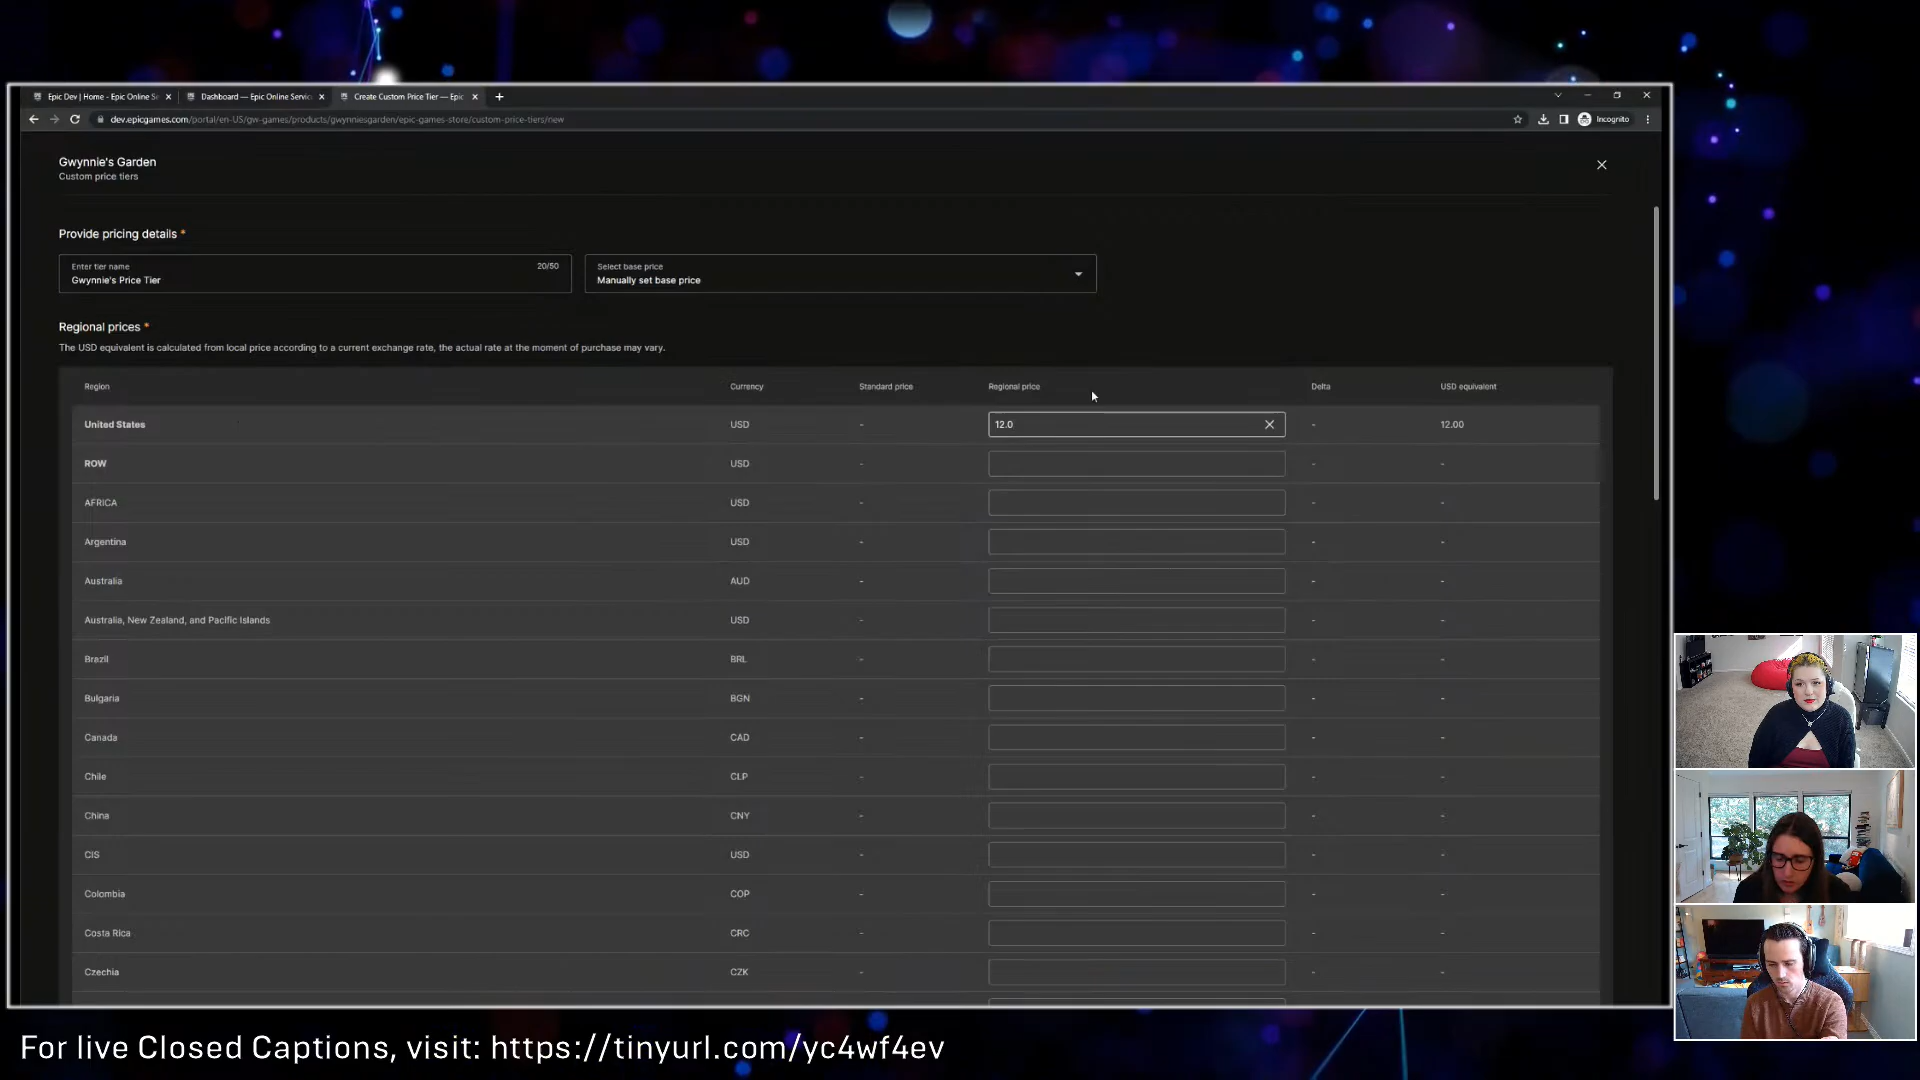 Epic Dev | Home - Epic Online Se
Dashboard — Epic Online Servic
Create Custom Price Tier — Epic
dev.epicgames.com/portal/en-US/gw-games/products/gwynniesgarden/epic-games-store/custom-price-tiers/new
Incognito
Gwynnie's Garden
Custom price tiers
Provide pricing details *
Enter tier name 20/50
Gwynnie's Price Tier
Select base price
Manually set base price
Regional prices *
The USD equivalent is calculated from local price according to a current exchange rate, the actual rate at the moment of purchase may vary.
Region Currency Standard price Regional price Delta USD equivalent
United States USD - 12.0 - 12.00
ROW USD - - -
AFRICA USD - - -
Argentina USD - - -
Australia AUD - - -
Australia, New Zealand, and Pacific Islands USD - - -
Brazil BRL - - -
Bulgaria BGN - - -
Canada CAD - - -
Chile CLP - - -
China CNY - - -
CIS USD - - -
Colombia COP - - -
Costa Rica CRC - - -
Czechia CZK - - -
For live Closed Captions, visit: https://tinyurl.com/yc4wf4ev